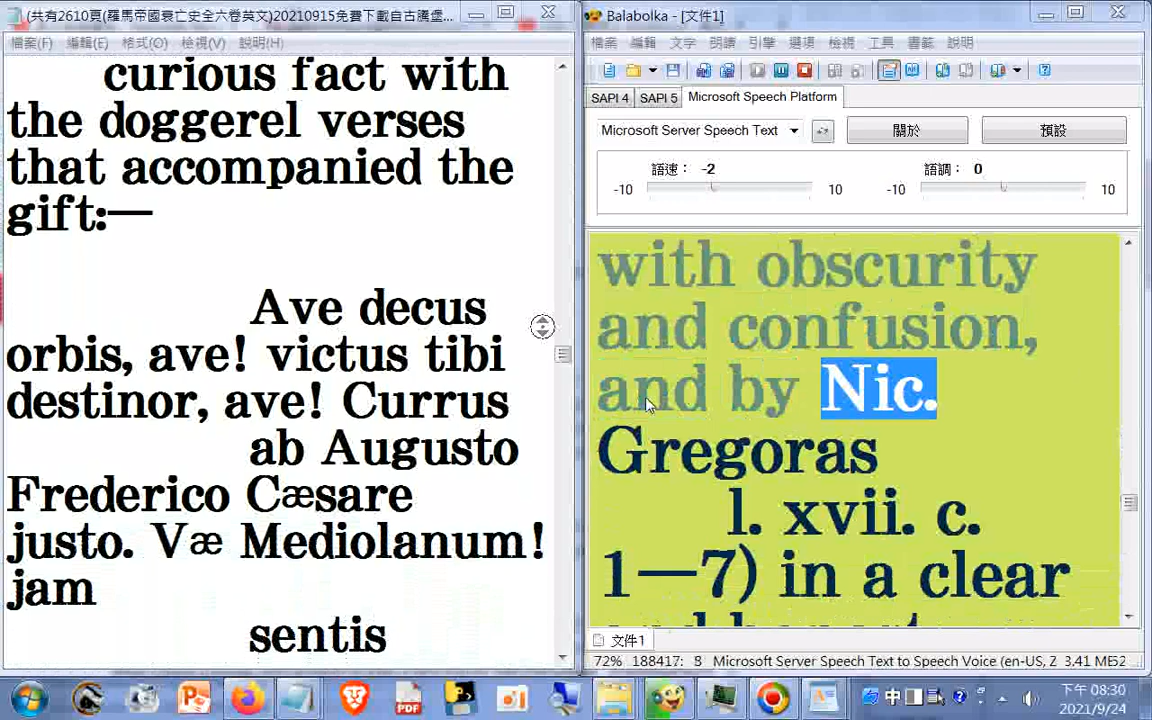 (共有2610頁(羅馬帝國衰亡史全六卷英文)20210915免費下載自古騰堡...
檔案(F) 編輯(E) 格式(O) 檢視(V) 說明(H)
curious fact with
the doggerel verses
that accompanied the
gift:—
Ave decus
orbis, ave! victus tibi
destinor, ave! Currus
ab Augusto
Frederico Cæsare
justo. Væ Mediolanum!
jam
sentis
Balabolka - [文件1]
檔案 編輯 文字 朗讀 引擎 選項 檢視 工具 書籤 說明
SAPI 4 SAPI 5 Microsoft Speech Platform
Microsoft Server Speech Text 關於 預設
語速： -2 語調： 0
-10 10 -10 10
with obscurity
and confusion,
and by Nic.
Gregoras
l. xvii. c.
1—7) in a clear
文件1
72% 188417: 8 Microsoft Server Speech Text to Speech Voice (en-US, Z 3,41 ME52
中 下午 08:30
2021/9/24